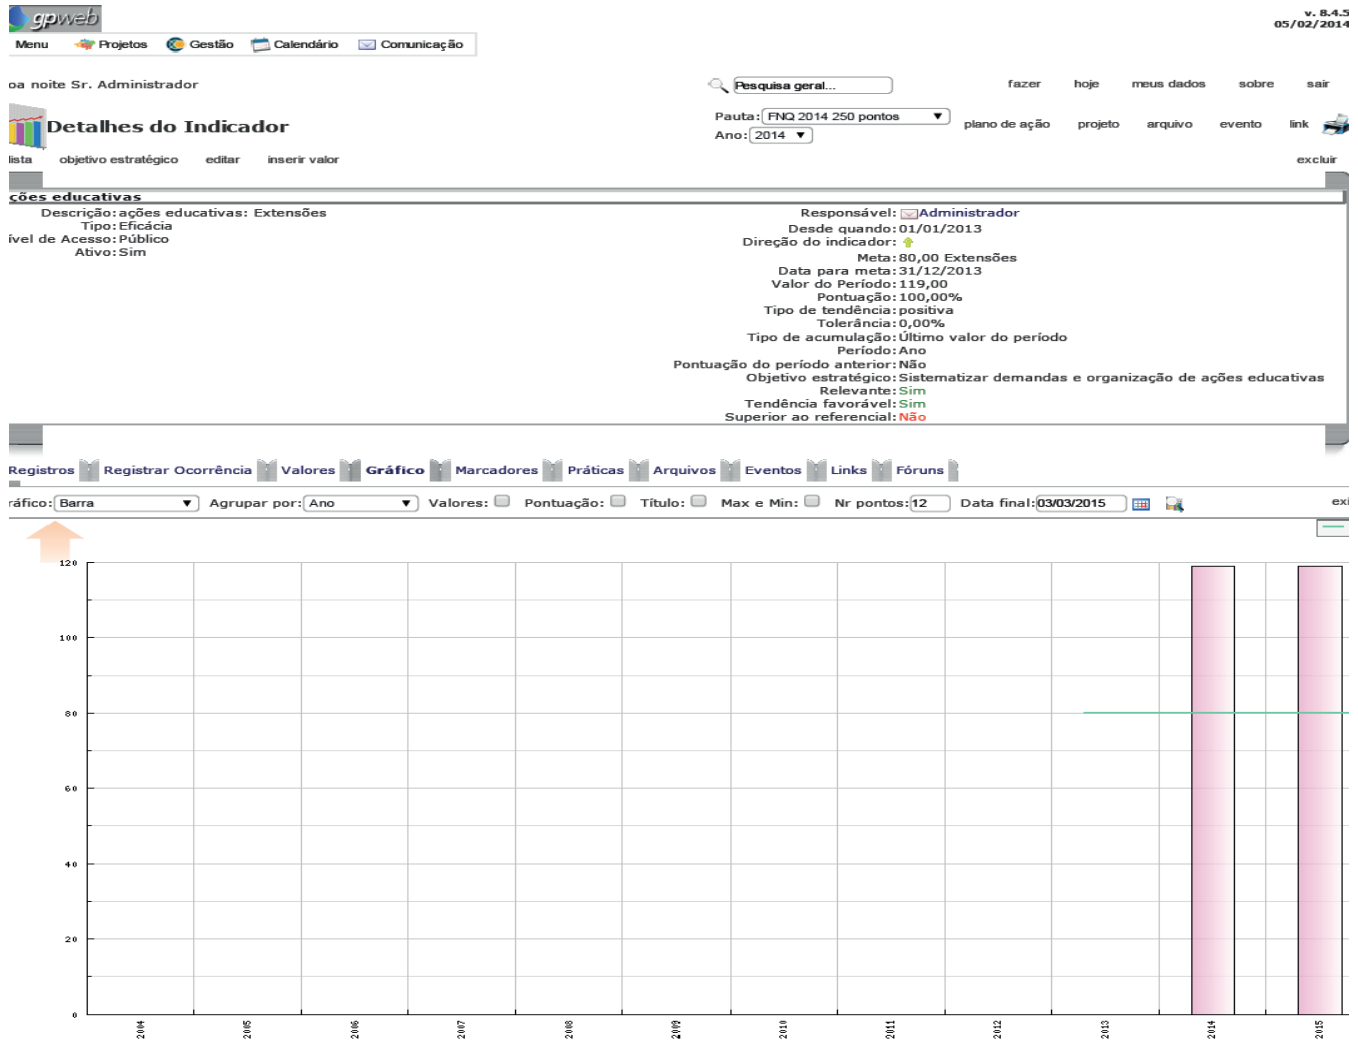 gpweb
v. 8.4.5
05/02/2014
Menu Projetos Gestão Calendário Comunicação
oa noite Sr. Administrador
Pesquisa geral...
fazer hoje meus dados sobre sair
Detalhes do Indicador
Pauta: FNQ 2014 250 pontos
Ano: 2014
plano de ação projeto arquivo evento link
lista objetivo estratégico editar inserir valor
excluir
ções educativas
Descrição: ações educativas: Extensões
Tipo: Eficácia
ível de Acesso: Público
Ativo: Sim
Responsável: Administrador
Desde quando: 01/01/2013
Direção do indicador:
Meta: 80,00 Extensões
Data para meta: 31/12/2013
Valor do Período: 119,00
Pontuação: 100,00%
Tipo de tendência: positiva
Tolerância: 0,00%
Tipo de acumulação: Último valor do período
Período: Ano
Pontuação do período anterior: Não
Objetivo estratégico: Sistematizar demandas e organização de ações educativas
Relevante: Sim
Tendência favorável: Sim
Superior ao referencial: Não
Registros Registrar Ocorrência Valores Gráfico Marcadores Práticas Arquivos Eventos Links Fóruns
ráfico: Barra Agrupar por: Ano Valores: Pontuação: Título: Max e Min: Nr pontos: 12 Data final: 03/03/2015 exi
120
100
80
60
40
20
0
2004 2005 2006 2007 2008 2009 2010 2011 2012 2013 2014 2015